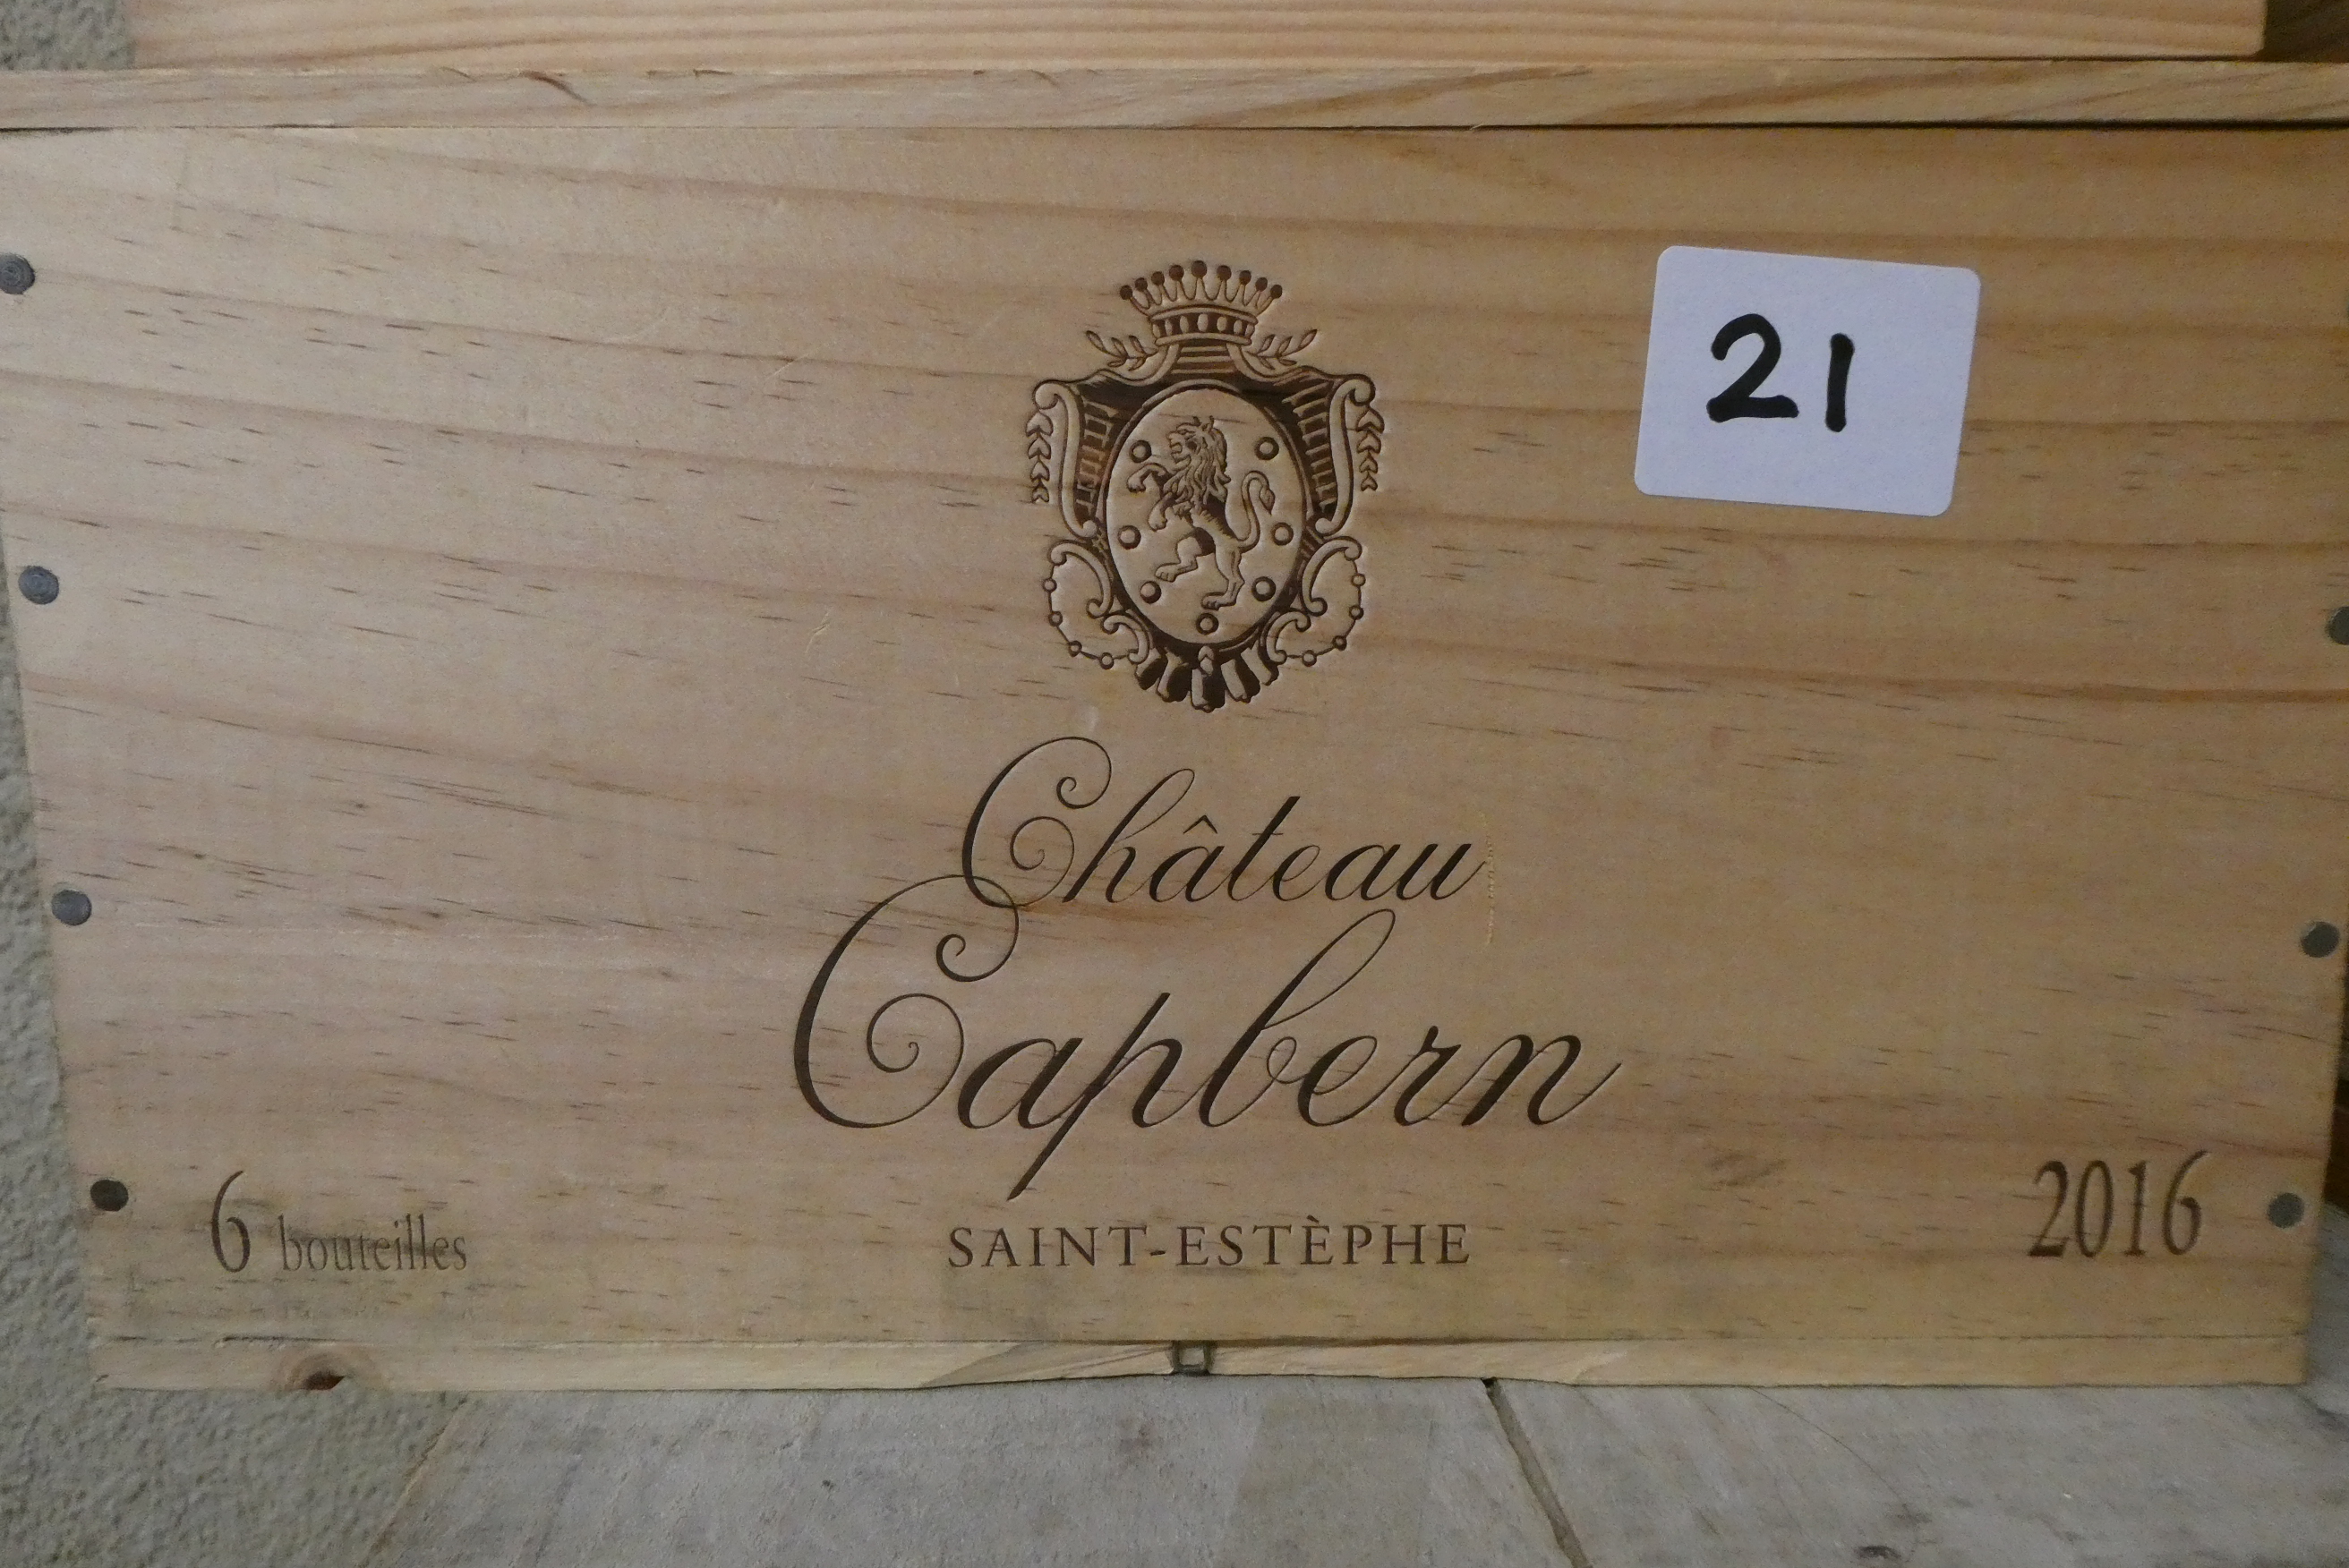 21
Château
Capbern
6 bouteilles
SAINT-ESTÈPHE
2016